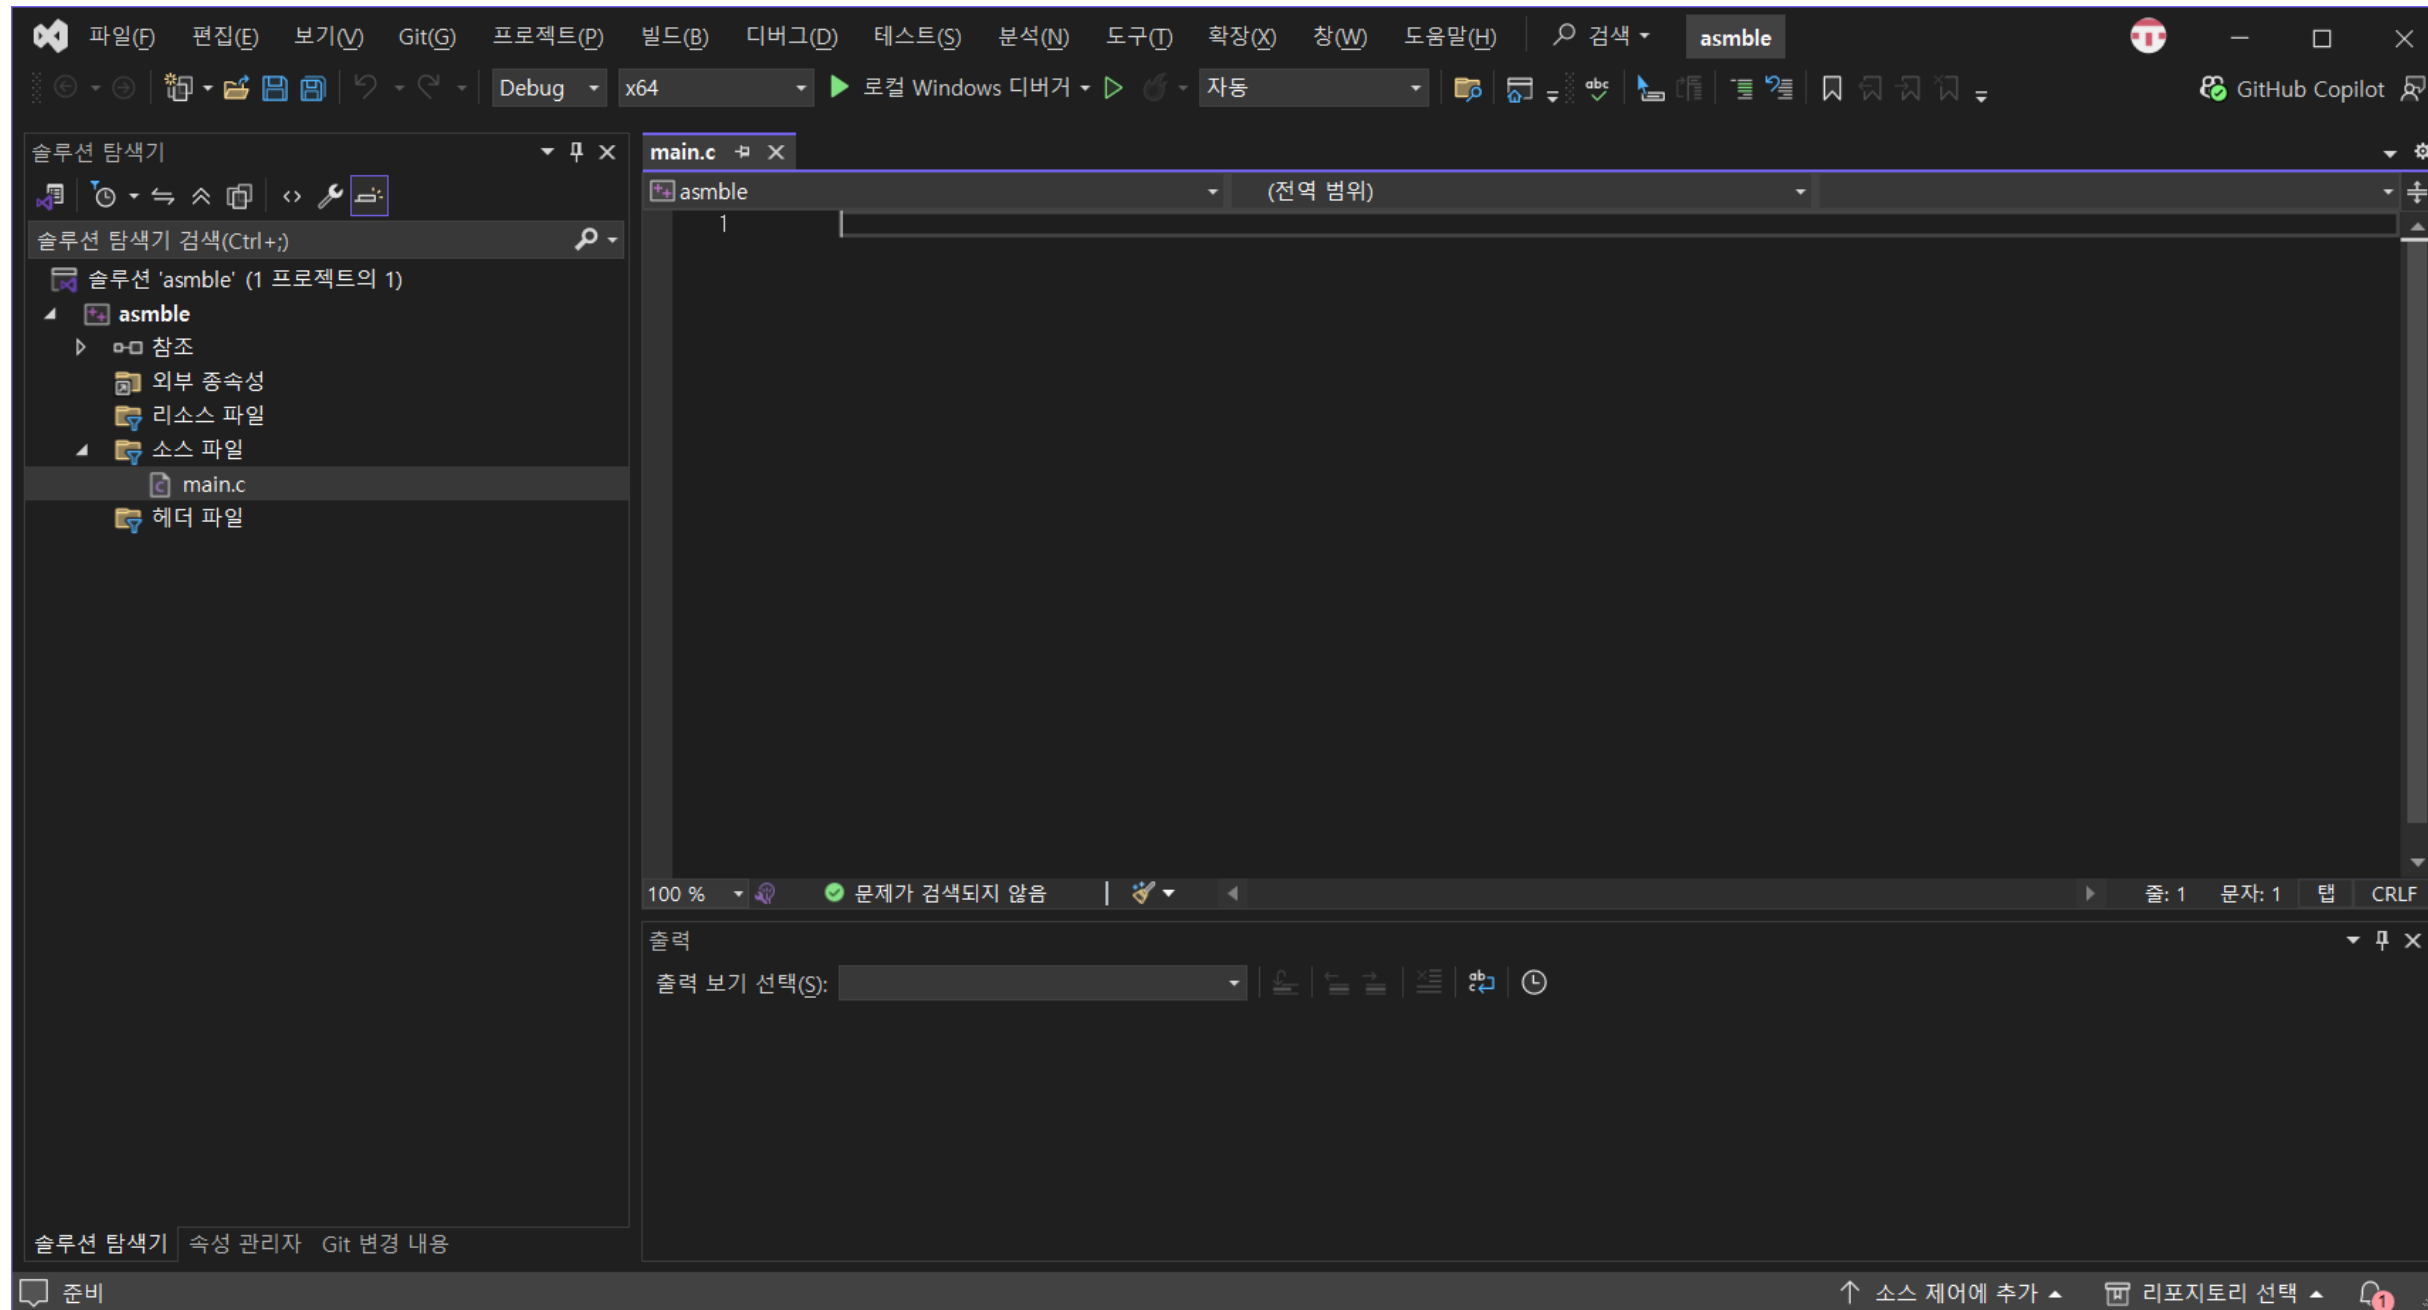 파일(F) 편집(E) 보기(V) Git(G) 프로젝트(P) 빌드(B) 디버그(D) 테스트(S) 분석(N) 도구(T) 확장(X) 창(W) 도움말(H) 검색 asmble
Debug x64 로컬 Windows 디버거 자동 abc GitHub Copilot
솔루션 탐색기
솔루션 탐색기 검색(Ctrl+;)
솔루션 'asmble' (1 프로젝트의 1)
asmble
참조
외부 종속성
리소스 파일
소스 파일
main.c
헤더 파일
솔루션 탐색기 속성 관리자 Git 변경 내용
main.c
asmble (전역 범위)
1
100 % 문제가 검색되지 않음 줄: 1 문자: 1 탭 CRLF
출력
출력 보기 선택(S):
준비 소스 제어에 추가 리포지토리 선택 1